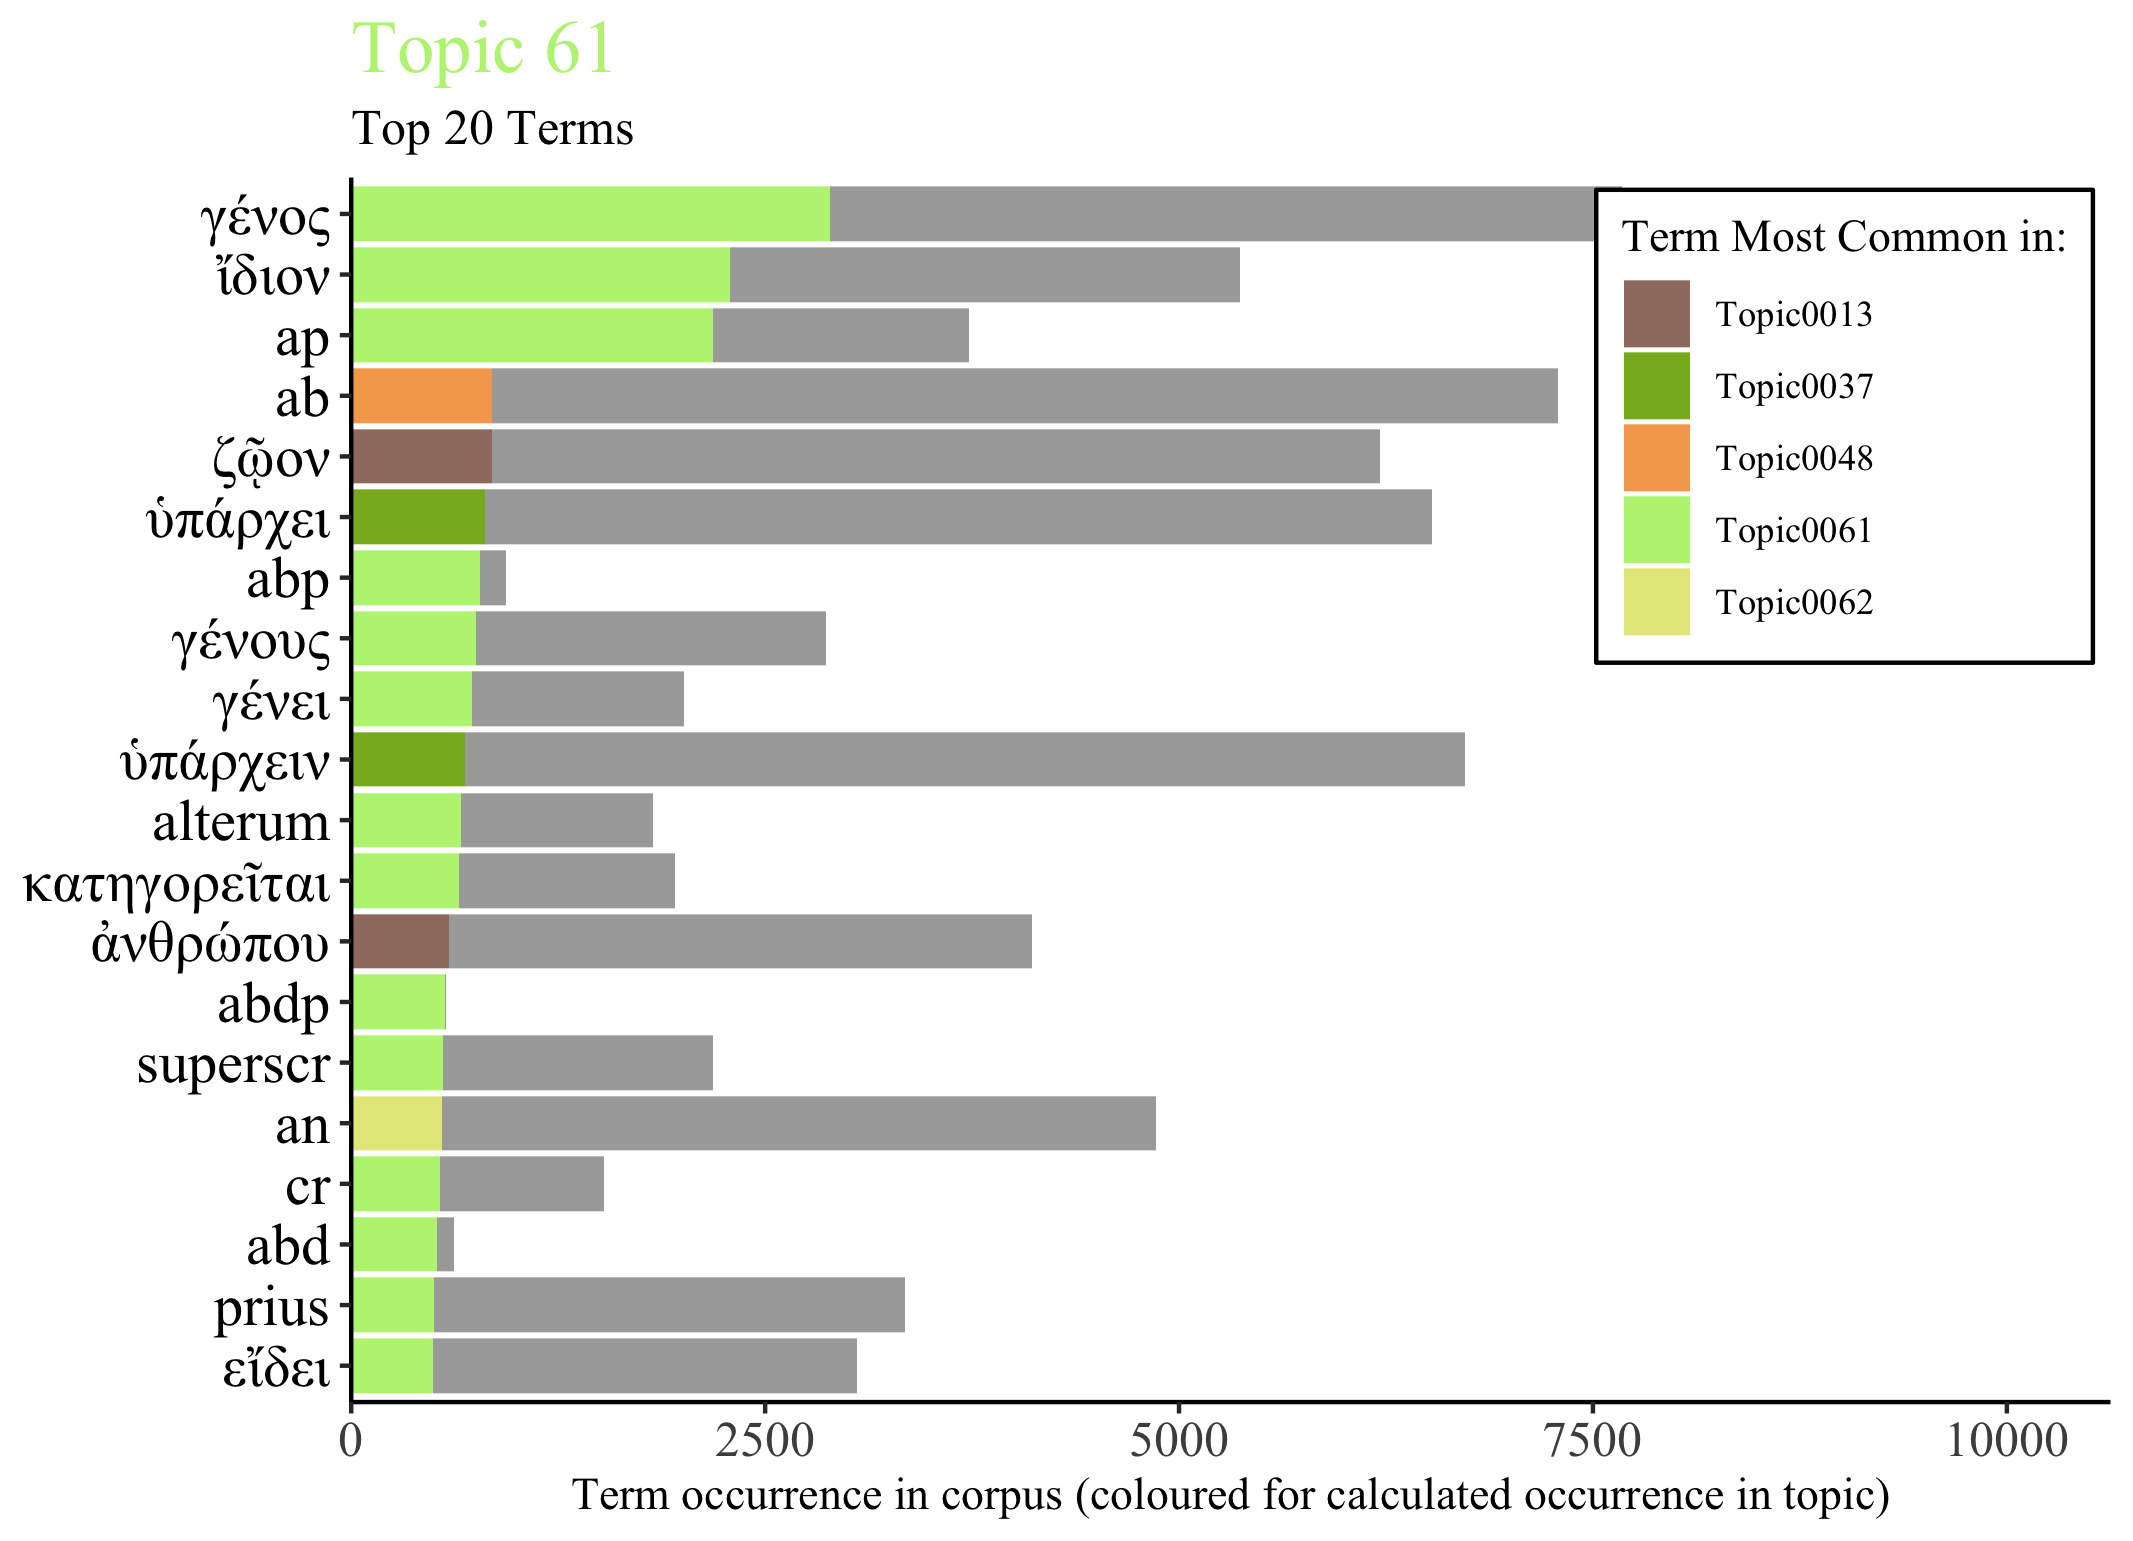 Topic 61
Top 20 Terms
γένος
ἴδιον
ap
ab
ζῷον
ὑπάρχει
abp
γένους
γένει
ὑπάρχειν
alterum
κατηγορεῖται
ἀνθρώπου
abdp
superscr
an
cr
abd
prius
εἴδει
Term Most Common in:
Topic0013
Topic0037
Topic0048
Topic0061
Topic0062
0 2500 5000 7500 10000
Term occurrence in corpus (coloured for calculated occurrence in topic)